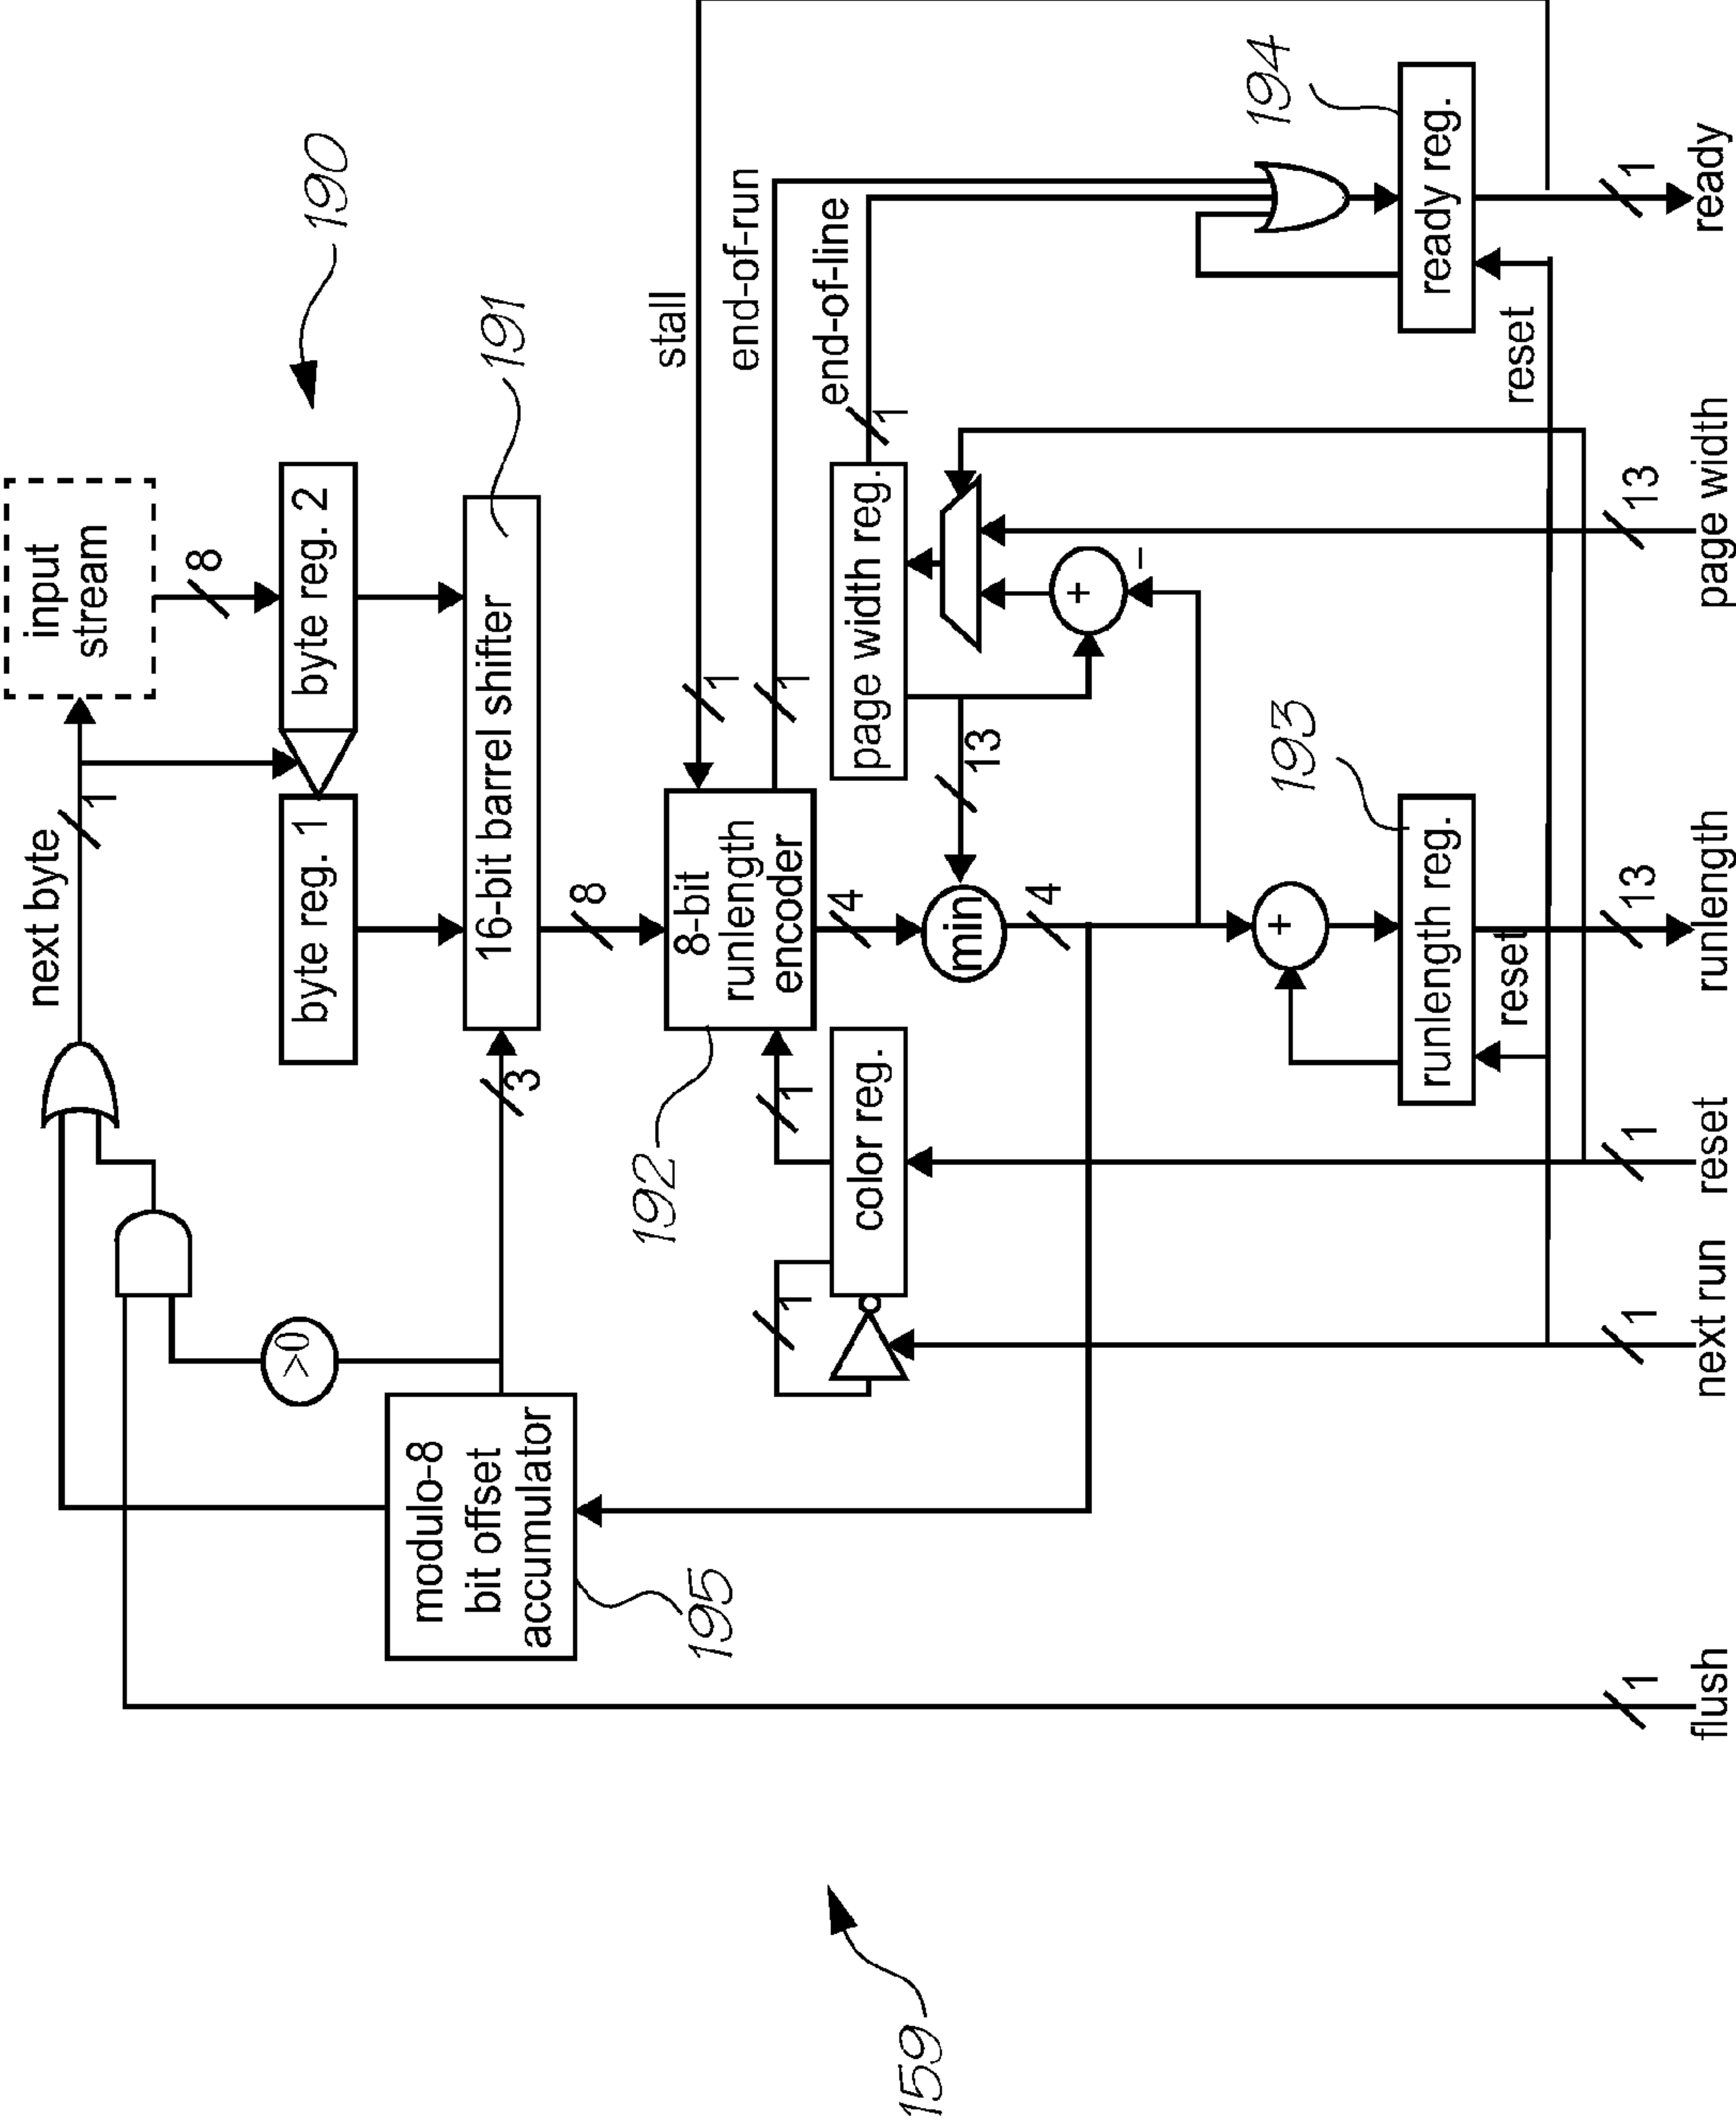 190
input
stream
8
next byte
1
byte reg. 1
byte reg. 2
191
16-bit barrel shifter
3
>0
modulo-8
bit offset
accumulator
195
8
stall
1
end-of-run
1
8-bit
runlength
encoder
192
4
1
color reg.
1
end-of-line
1
page width reg.
13
min
4
+
−
+
193
runlength reg.
reset
194
ready reg.
reset
1
flush
1
next run
1
reset
13
runlength
13
page width
1
ready
159